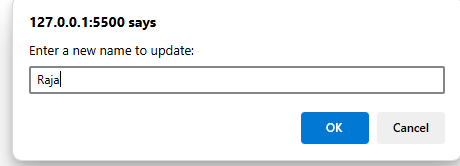 127.0.0.1:5500 says
Enter a new name to update:
Raja
OK
Cancel